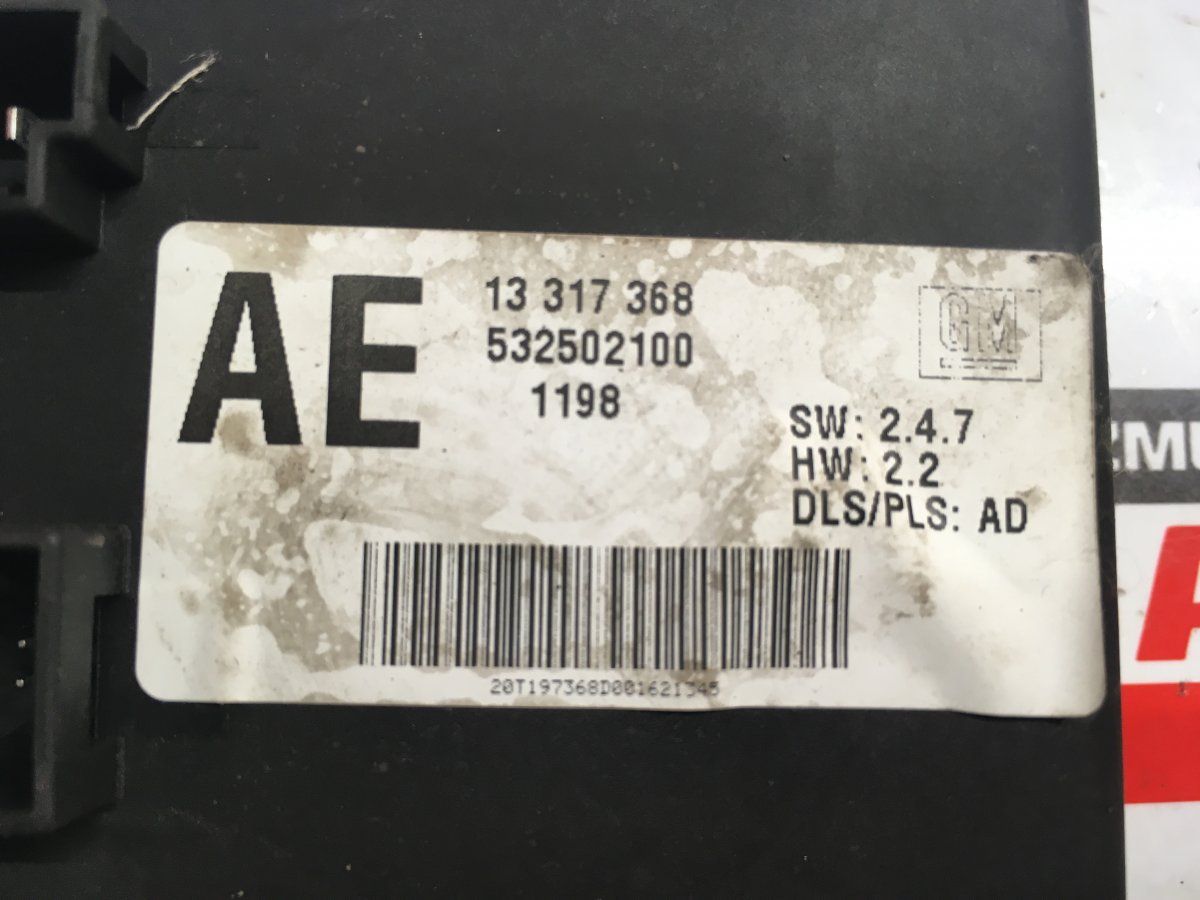 AE
13 317 368
532502100
1198
GM
SW: 2.4.7
HW: 2.2
DLS/PLS: AD
20T197368D001621345